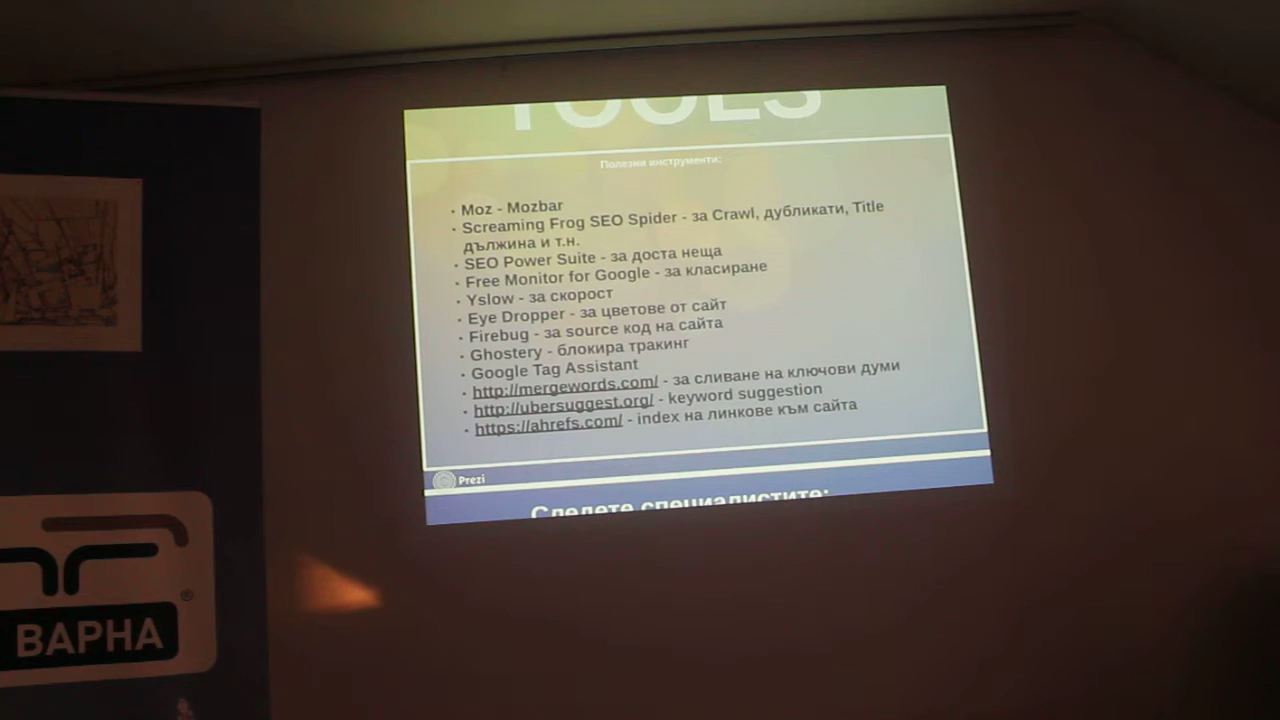 TOOLS
Полезни инструменти:
· Moz - Mozbar
· Screaming Frog SEO Spider - за Crawl, дубликати, Title
дължина и т.н.
· SEO Power Suite - за доста неща
· Free Monitor for Google - за класиране
· Yslow - за скорост
· Eye Dropper - за цветове от сайт
· Firebug - за source код на сайта
· Ghostery - блокира тракинг
· Google Tag Assistant
· http://mergewords.com/ - за сливане на ключови думи
· http://ubersuggest.org/ - keyword suggestion
· https://ahrefs.com/ - index на линкове към сайта
Prezi
Следете специалистите:
®
ВАРНА